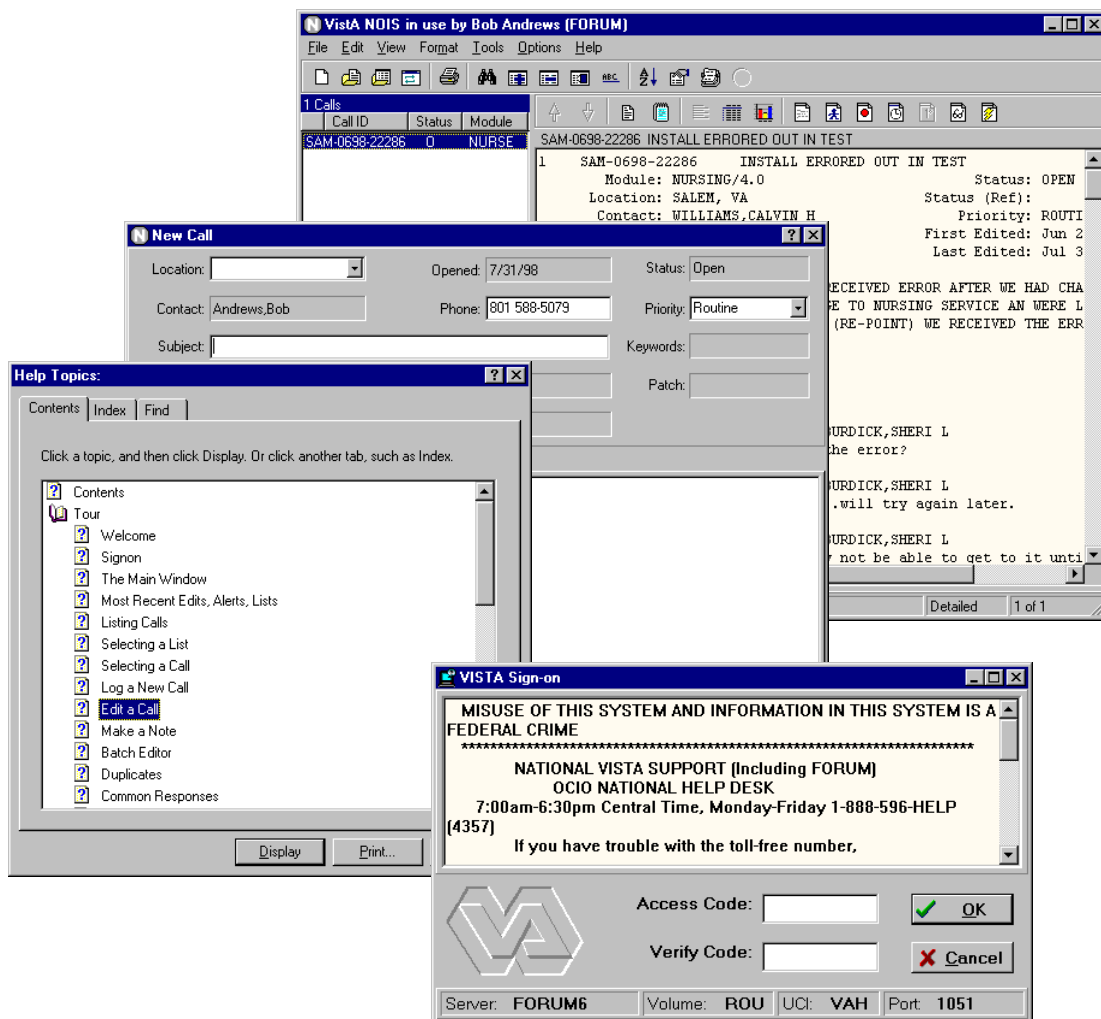 VistA NOIS in use by Bob Andrews (FORUM)
File Edit View Format Tools Options Help
ABC
1 Calls
Call ID Status Module
SAM-0698-22286 O NURSE
SAM-0698-22286 INSTALL ERRORED OUT IN TEST
1 SAM-0698-22286 INSTALL ERRORED OUT IN TEST
Module: NURSING/4.0 Status: OPEN
Location: SALEM, VA Status (Ref):
Contact: WILLIAMS,CALVIN H Priority: ROUTI
First Edited: Jun 2
Last Edited: Jul 3
RECEIVED ERROR AFTER WE HAD CHA
GE TO NURSING SERVICE AN WERE L
(RE-POINT) WE RECEIVED THE ERR
BURDICK,SHERI L
the error?
BURDICK,SHERI L
.will try again later.
BURDICK,SHERI L
not be able to get to it unti
Detailed 1 of 1
New Call
Location: Opened: 7/31/98 Status: Open
Contact: Andrews,Bob Phone: 801 588-5079 Priority: Routine
Subject: Keywords:
Patch:
Help Topics:
Contents Index Find
Click a topic, and then click Display. Or click another tab, such as Index.
Contents
Tour
Welcome
Signon
The Main Window
Most Recent Edits, Alerts, Lists
Listing Calls
Selecting a List
Selecting a Call
Log a New Call
Edit a Call
Make a Note
Batch Editor
Duplicates
Common Responses
Display Print...
VISTA Sign-on
MISUSE OF THIS SYSTEM AND INFORMATION IN THIS SYSTEM IS A
FEDERAL CRIME
***********************************************************************
NATIONAL VISTA SUPPORT (Including FORUM)
OCIO NATIONAL HELP DESK
7:00am-6:30pm Central Time, Monday-Friday 1-888-596-HELP
(4357)
If you have trouble with the toll-free number,
Access Code: OK
Verify Code: Cancel
Server: FORUM6 Volume: ROU UCI: VAH Port: 1051